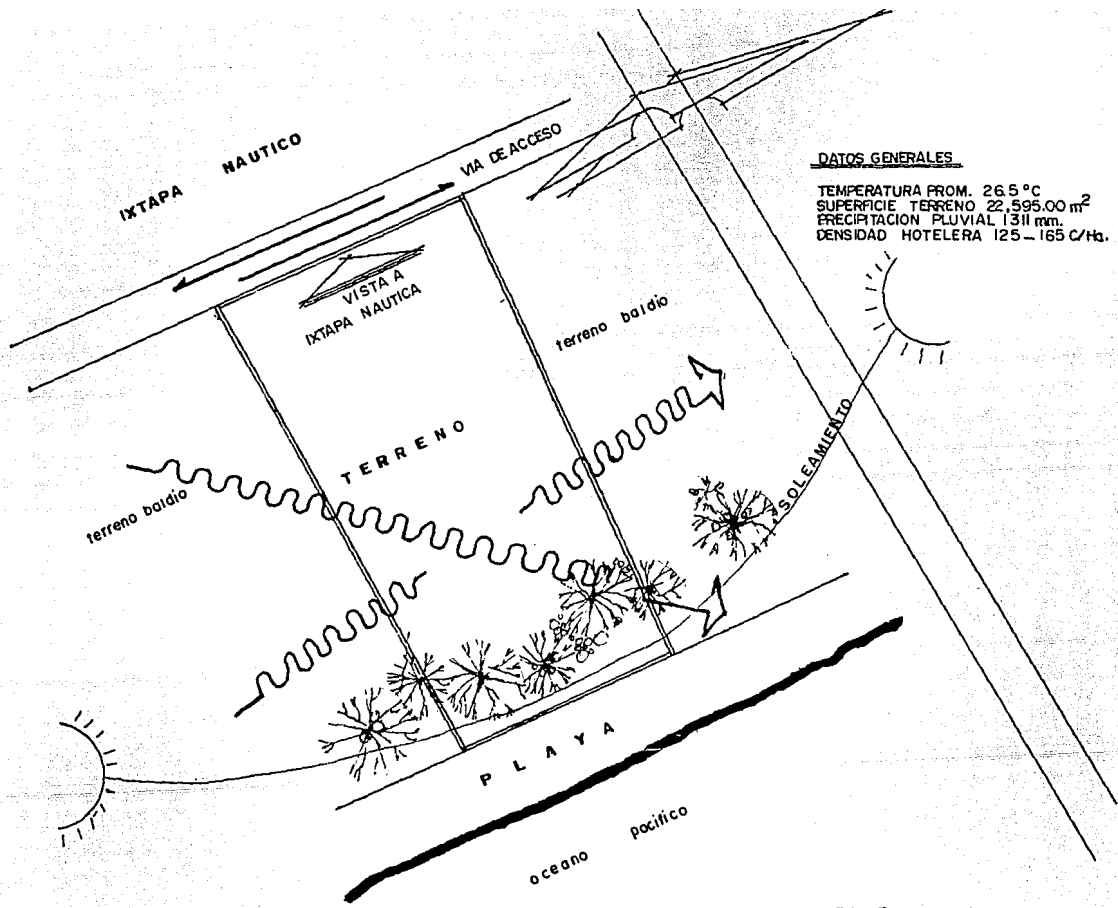 IXTAPA NAUTICO
VIA DE ACCESO
DATOS GENERALES
TEMPERATURA PROM. 26.5 °C
SUPERFICIE TERRENO 22,595.00 m²
PRECIPITACION PLUVIAL 1311 mm.
DENSIDAD HOTELERA 125 - 165 C/Ha.
VISTA A
IXTAPA NAUTICA
terreno baldio
TERRENO
terreno baldio
ASOLEAMIENTO
PLAYA
oceano pacifico